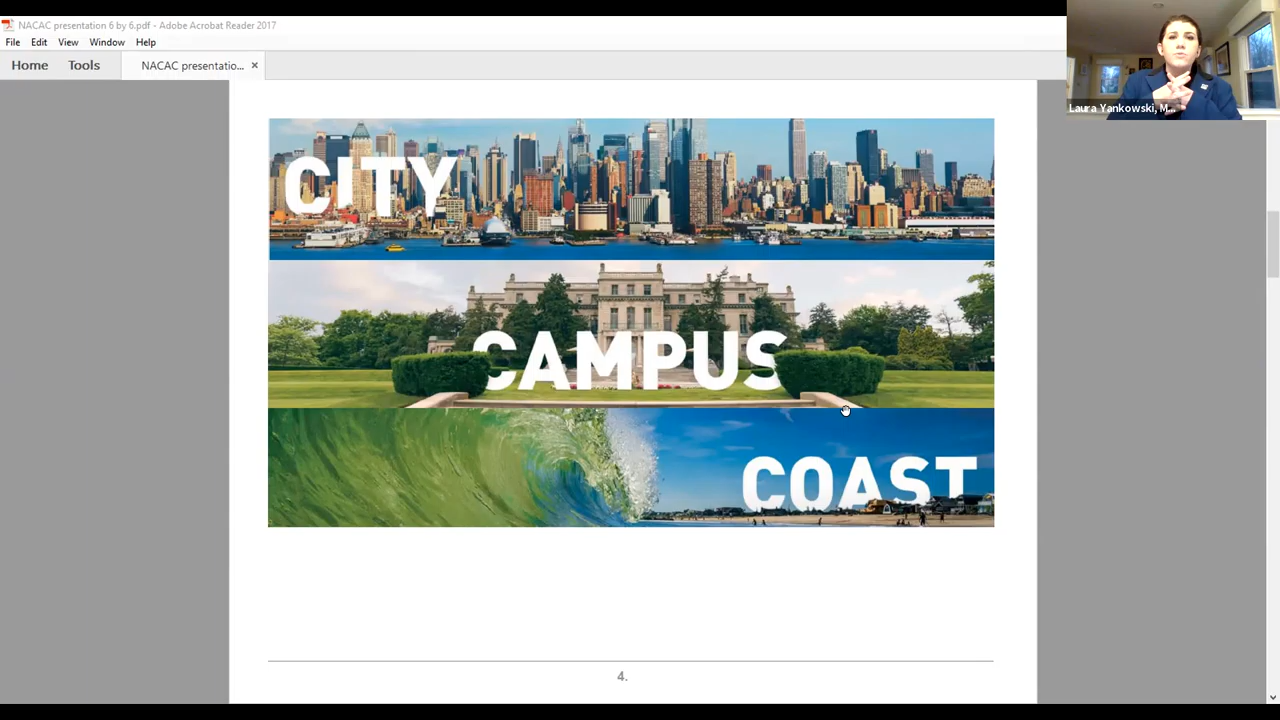 NACAC presentation 6 by 6.pdf - Adobe Acrobat Reader 2017
File Edit View Window Help
Home Tools NACAC presentatio... ×
Laura Yankowski, M...
CITY
CAMPUS
COAST
4.